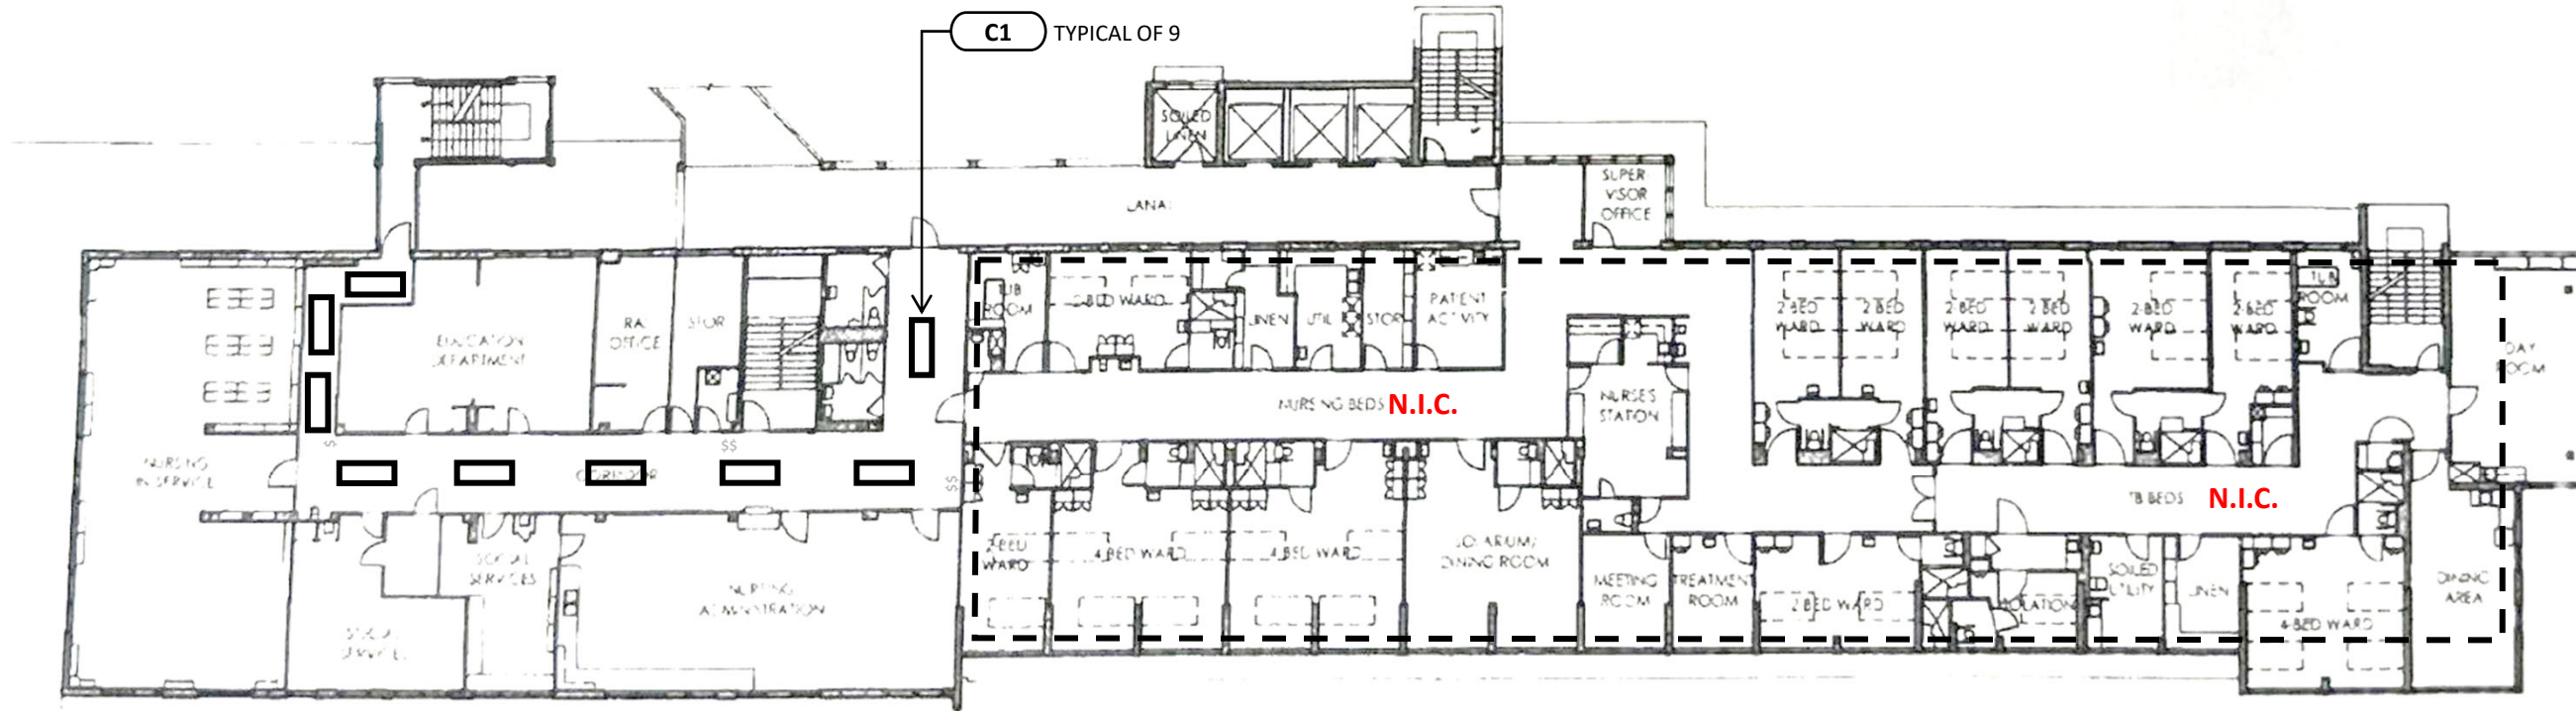 C1 TYPICAL OF 9
SOILED
LINEN
SUPER
VISOR
OFFICE
LANAI
TUB
ROOM
2-BED WARD
LINEN
UTIL
STOR
PATIENT
ACTIVITY
2-BED
WARD
2-BED
WARD
2-BED
WARD
2-BED
WARD
2-BED
WARD
2-BED
WARD
ROOM
DAY
ROOM
EDUCATION
DEPARTMENT
OFFICE
STOR
NURSING BEDS N.I.C.
NURSE'S
STATION
$
$$
$$
NURSING
IN SERVICE
CORRIDOR
TB BEDS N.I.C.
SOCIAL
SERVICES
SOCIAL
SERVICES
NURSING
ADMINISTRATION
2-BED
WARD
4-BED WARD
4-BED WARD
SOLARIUM/
DINING ROOM
MEETING
ROOM
TREATMENT
ROOM
2-BED WARD
ISOLATION
SOILED
UTILITY
LINEN
4-BED WARD
DINING
AREA